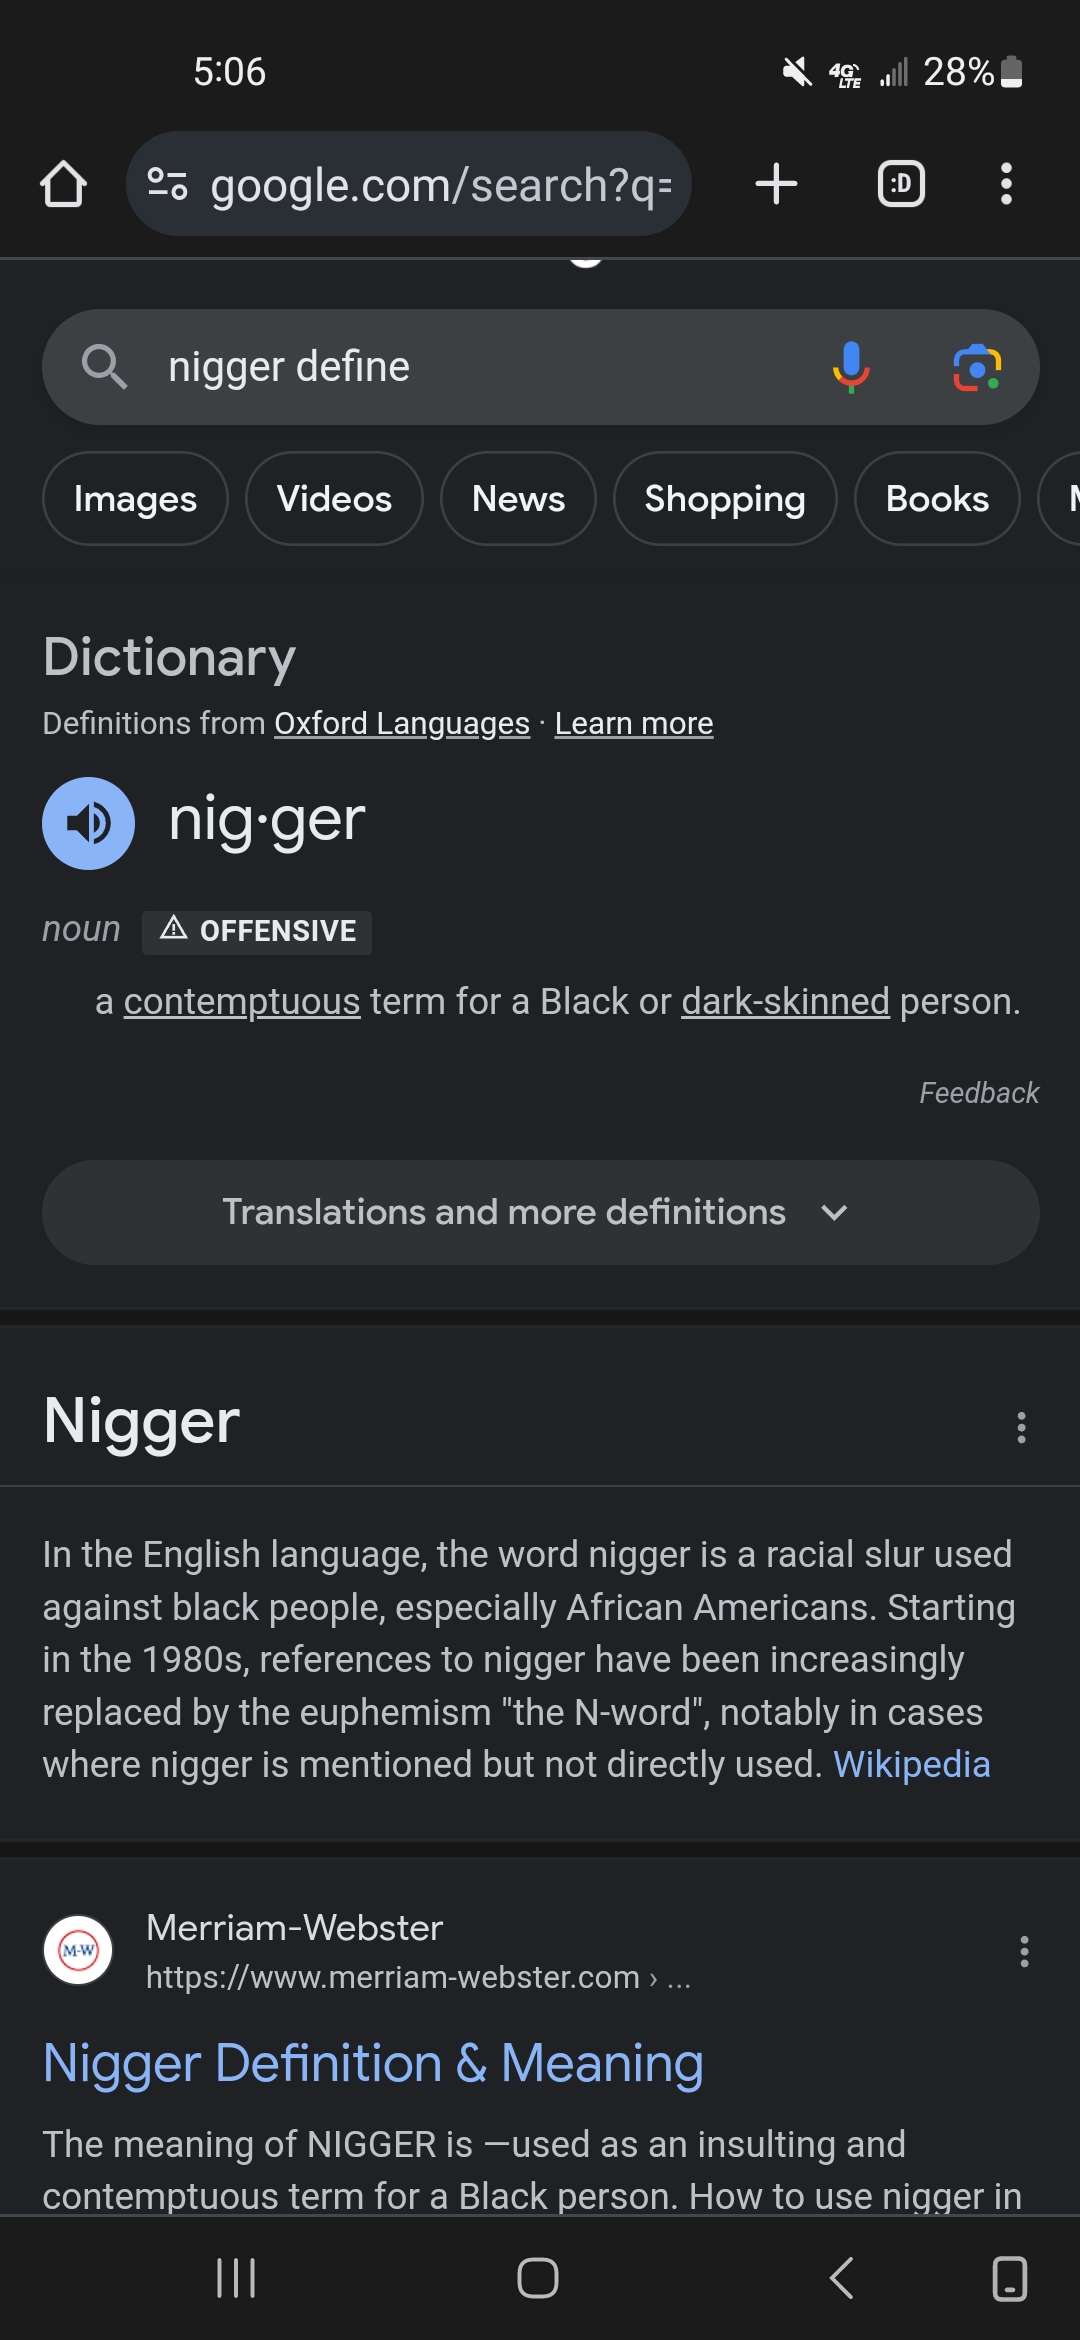 5:06
4G LTE
28%
google.com/search?q=
:D
nigger define
Images
Videos
News
Shopping
Books
Dictionary
Definitions from Oxford Languages · Learn more
nig·ger
noun
OFFENSIVE
a contemptuous term for a Black or dark-skinned person.
Feedback
Translations and more definitions
Nigger
In the English language, the word nigger is a racial slur used
against black people, especially African Americans. Starting
in the 1980s, references to nigger have been increasingly
replaced by the euphemism "the N-word", notably in cases
where nigger is mentioned but not directly used. Wikipedia
M-W
Merriam-Webster
https://www.merriam-webster.com › ...
Nigger Definition & Meaning
The meaning of NIGGER is —used as an insulting and
contemptuous term for a Black person. How to use nigger in